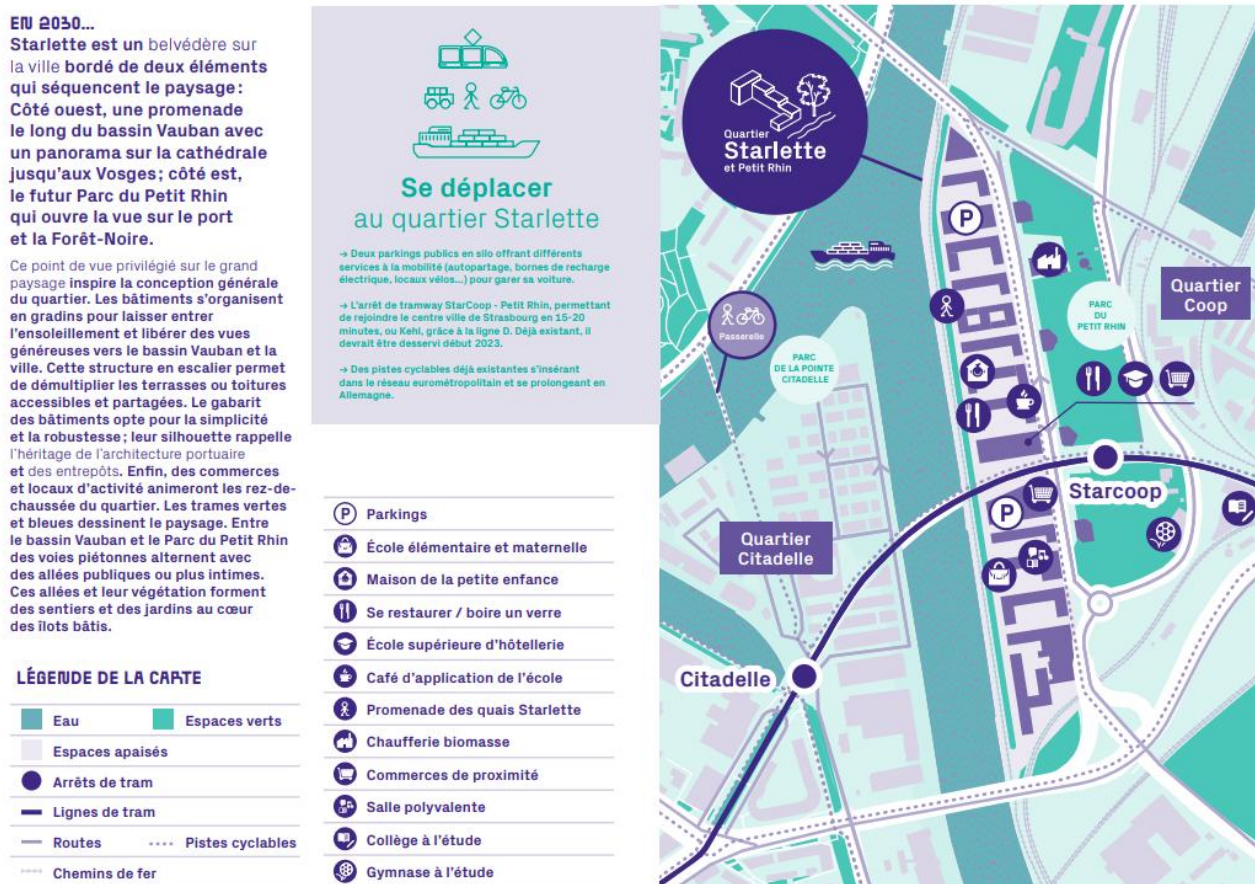 EN 2030...
Starlette est un belvédère sur
la ville bordé de deux éléments
qui séquencent le paysage :
Côté ouest, une promenade
le long du bassin Vauban avec
un panorama sur la cathédrale
jusqu'aux Vosges ; côté est,
le futur Parc du Petit Rhin
qui ouvre la vue sur le port
et la Forêt-Noire.
Ce point de vue privilégié sur le grand
paysage inspire la conception générale
du quartier. Les bâtiments s'organisent
en gradins pour laisser entrer
l'ensoleillement et libérer des vues
généreuses vers le bassin Vauban et la
ville. Cette structure en escalier permet
de démultiplier les terrasses ou toitures
accessibles et partagées. Le gabarit
des bâtiments opte pour la simplicité
et la robustesse ; leur silhouette rappelle
l'héritage de l'architecture portuaire
et des entrepôts. Enfin, des commerces
et locaux d'activité animeront les rez-de-
chaussée du quartier. Les trames vertes
et bleues dessinent le paysage. Entre
le bassin Vauban et le Parc du Petit Rhin
des voies piétonnes alternent avec
des allées publiques ou plus intimes.
Ces allées et leur végétation forment
des sentiers et des jardins au cœur
des îlots bâtis.
LÉGENDE DE LA CARTE
Eau
Espaces verts
Espaces apaisés
Arrêts de tram
Lignes de tram
Routes
Pistes cyclables
Chemins de fer
Se déplacer
au quartier Starlette
→ Deux parkings publics en silo offrant différents
services à la mobilité (autopartage, bornes de recharge
électrique, locaux vélos...) pour garer sa voiture.
→ L'arrêt de tramway StarCoop - Petit Rhin, permettant
de rejoindre le centre ville de Strasbourg en 15-20
minutes, ou Kehl, grâce à la ligne D. Déjà existant, il
devrait être desservi début 2023.
→ Des pistes cyclables déjà existantes s'insérant
dans le réseau eurométropolitain et se prolongeant en
Allemagne.
P Parkings
École élémentaire et maternelle
Maison de la petite enfance
Se restaurer / boire un verre
École supérieure d'hôtellerie
Café d'application de l'école
Promenade des quais Starlette
Chaufferie biomasse
Commerces de proximité
Salle polyvalente
Collège à l'étude
Gymnase à l'étude
Quartier
Starlette
et Petit Rhin
P
Quartier
Coop
PARC
DU
PETIT RHIN
Passerelle
PARC
DE LA POINTE
CITADELLE
Starcoop
P
Quartier
Citadelle
Citadelle